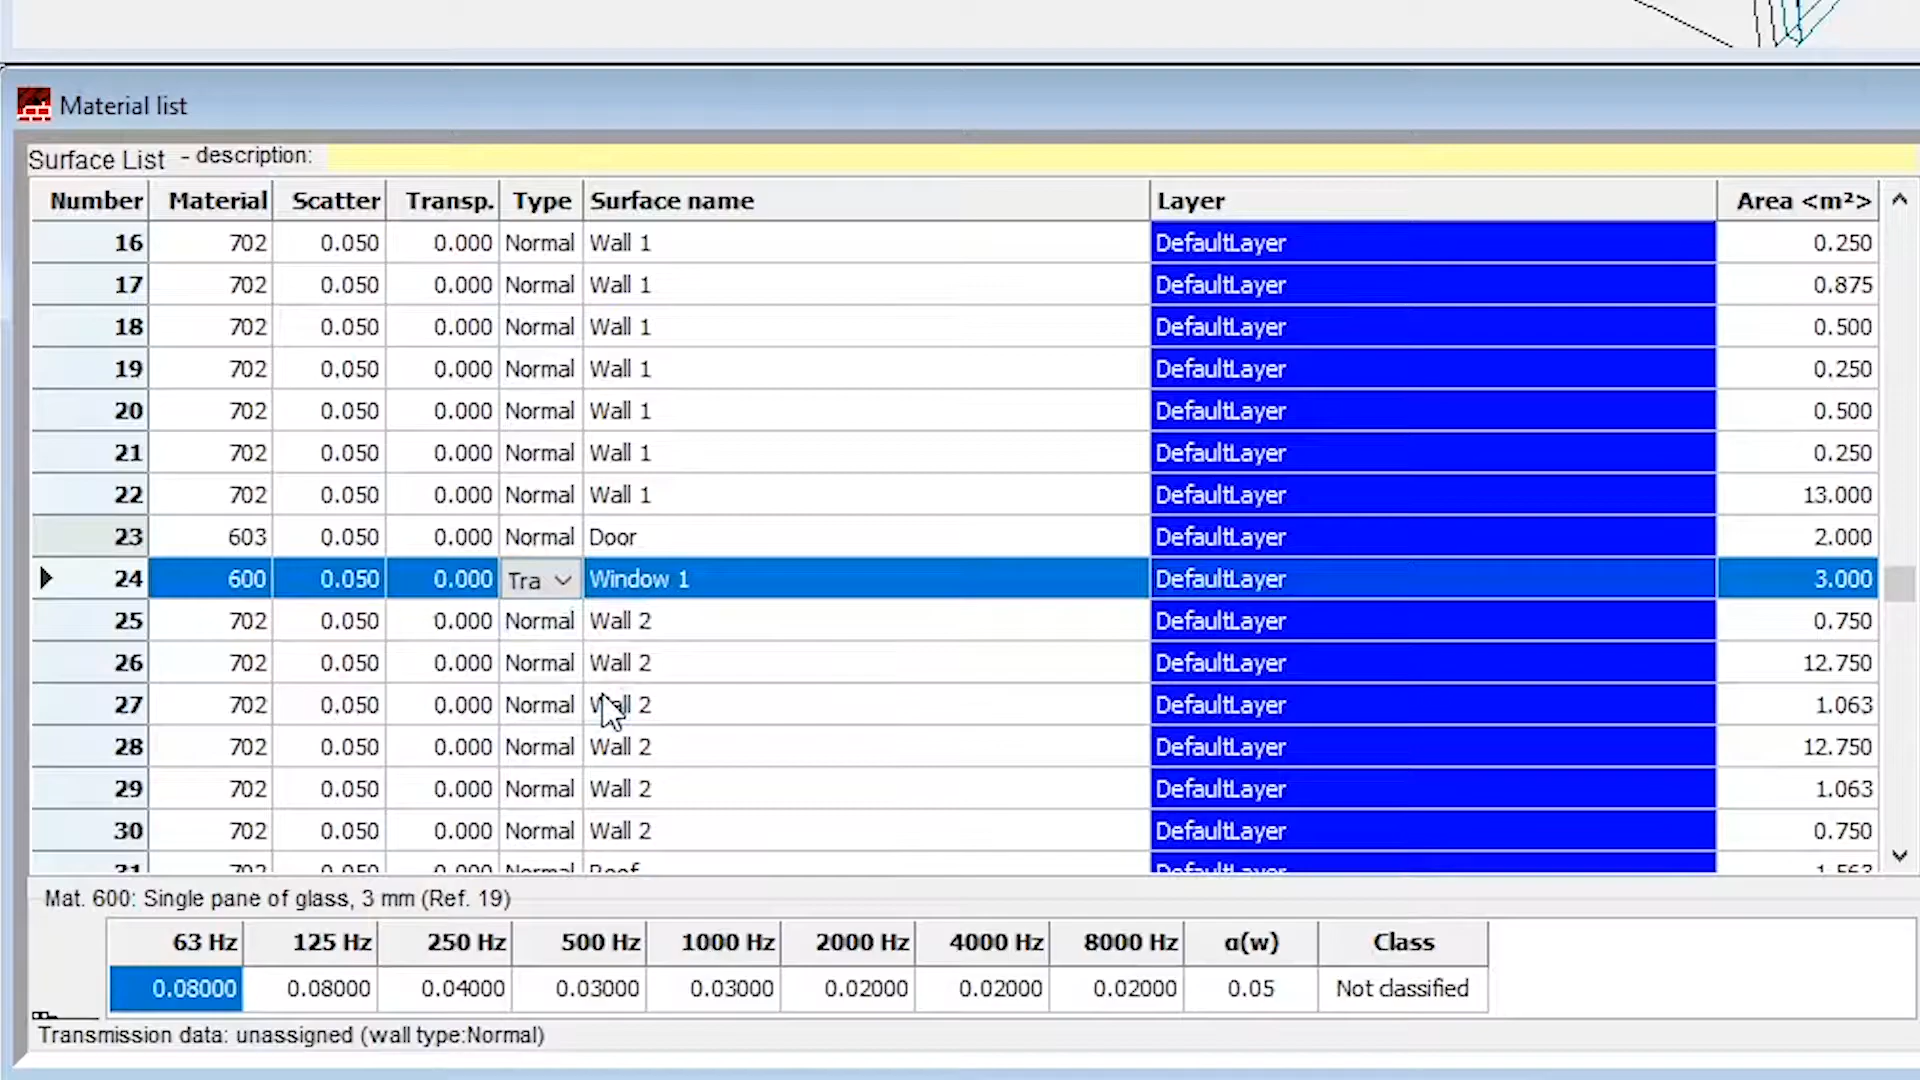 Material list
Surface List - description:
Number Material Scatter Transp. Type Surface name Layer Area <m²>
16 702 0.050 0.000 Normal Wall 1 DefaultLayer 0.250
17 702 0.050 0.000 Normal Wall 1 DefaultLayer 0.875
18 702 0.050 0.000 Normal Wall 1 DefaultLayer 0.500
19 702 0.050 0.000 Normal Wall 1 DefaultLayer 0.250
20 702 0.050 0.000 Normal Wall 1 DefaultLayer 0.500
21 702 0.050 0.000 Normal Wall 1 DefaultLayer 0.250
22 702 0.050 0.000 Normal Wall 1 DefaultLayer 13.000
23 603 0.050 0.000 Normal Door DefaultLayer 2.000
24 600 0.050 0.000 Tra Window 1 DefaultLayer 3.000
25 702 0.050 0.000 Normal Wall 2 DefaultLayer 0.750
26 702 0.050 0.000 Normal Wall 2 DefaultLayer 12.750
27 702 0.050 0.000 Normal Wall 2 DefaultLayer 1.063
28 702 0.050 0.000 Normal Wall 2 DefaultLayer 12.750
29 702 0.050 0.000 Normal Wall 2 DefaultLayer 1.063
30 702 0.050 0.000 Normal Wall 2 DefaultLayer 0.750
31 702 0.050 0.000 Normal Roof DefaultLayer 1.563
Mat. 600: Single pane of glass, 3 mm (Ref. 19)
63 Hz 125 Hz 250 Hz 500 Hz 1000 Hz 2000 Hz 4000 Hz 8000 Hz α(w) Class
0.08000 0.08000 0.04000 0.03000 0.03000 0.02000 0.02000 0.02000 0.05 Not classified
Transmission data: unassigned (wall type:Normal)